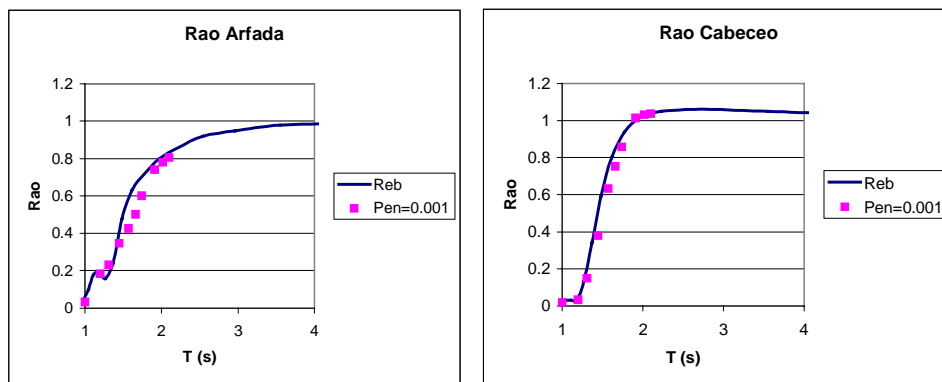 Rao Arfada
1.2
1
0.8
0.6
0.4
0.2
0
Rao
1 2 3 4
T (s)
Reb
Pen=0.001
Rao Cabeceo
1.2
1
0.8
0.6
0.4
0.2
0
Rao
1 2 3 4
T (s)
Reb
Pen=0.001